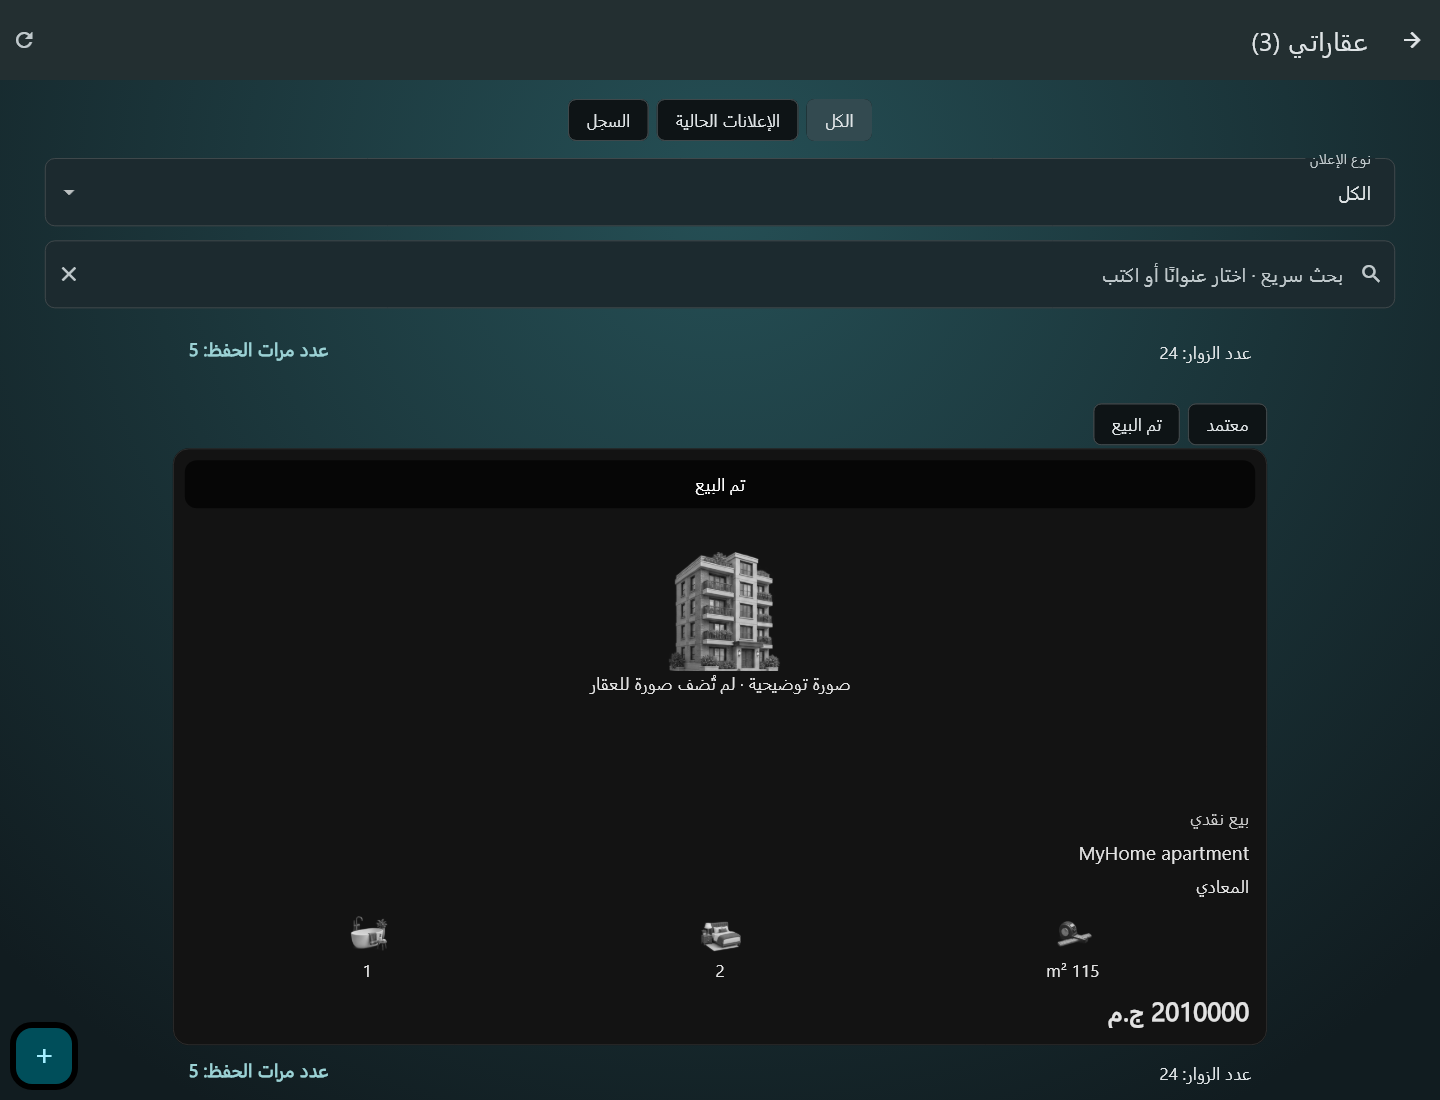 عقاراتي (3)
الكل
الإعلانات الحالية
السجل
نوع الإعلان
الكل
بحث سريع · اختار عنوانًا أو اكتب
عدد الزوار: 24
عدد مرات الحفظ: 5
معتمد
تم البيع
تم البيع
صورة توضيحية · لم تُضف صورة للعقار
بيع نقدي
MyHome apartment
المعادي
115 m²
2
1
2010000 ج.م
عدد الزوار: 24
عدد مرات الحفظ: 5